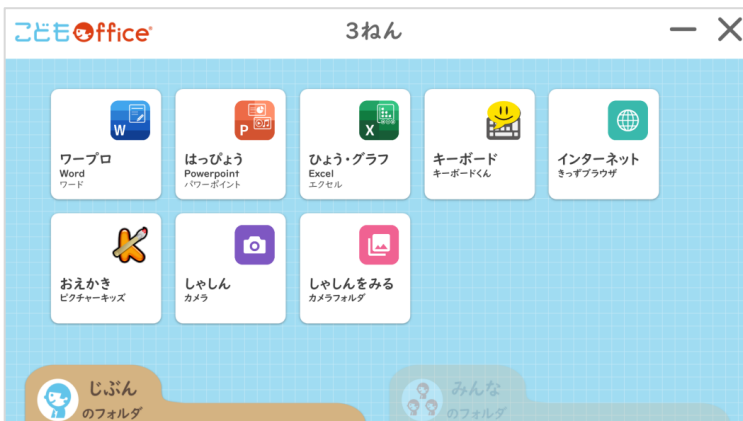 こどもOffice
3ねん
W
ワープロ
Word
ワード
P
はっぴょう
Powerpoint
パワーポイント
X
ひょう・グラフ
Excel
エクセル
キーボード
キーボードくん
インターネット
きっずブラウザ
おえかき
ピクチャーキッズ
しゃしん
カメラ
しゃしんをみる
カメラフォルダ
じぶん
のフォルダ
みんな
のフォルダ